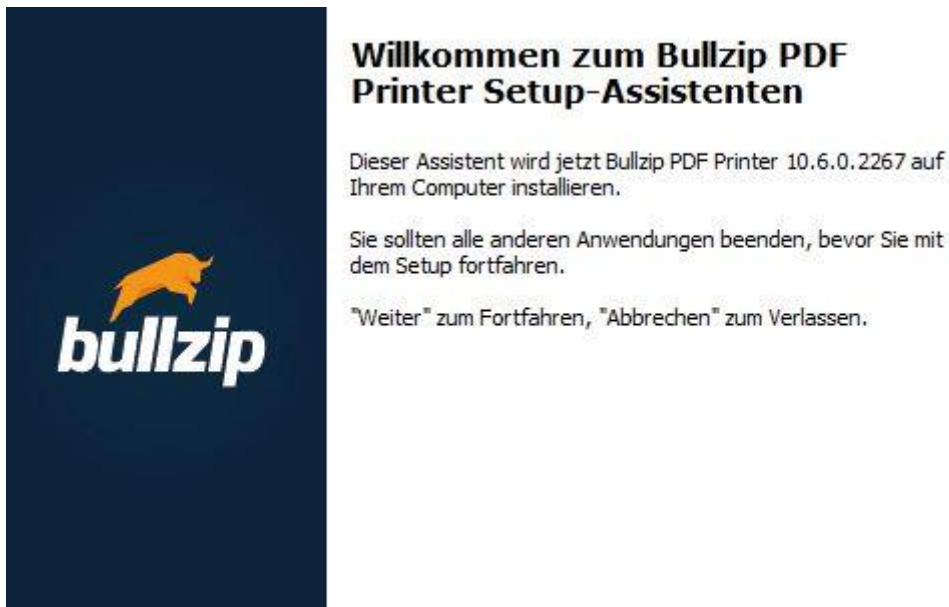 Willkommen zum Bullzip PDF
Printer Setup-Assistenten
Dieser Assistent wird jetzt Bullzip PDF Printer 10.6.0.2267 auf
Ihrem Computer installieren.
Sie sollten alle anderen Anwendungen beenden, bevor Sie mit
dem Setup fortfahren.
"Weiter" zum Fortfahren, "Abbrechen" zum Verlassen.
bullzip